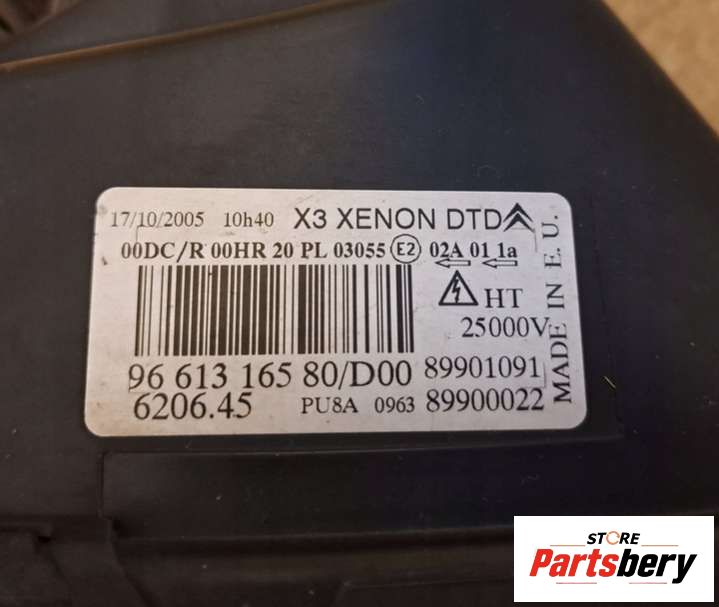 17/10/2005 10h40 X3 XENON DTD
00DC/R 00HR 20 PL 03055 E2 02A 01 1a
HT
25000V
96 613 165 80/D00 89901091
6206.45 PU8A 0963 89900022
MADE IN E. U.
STORE
Partsbery